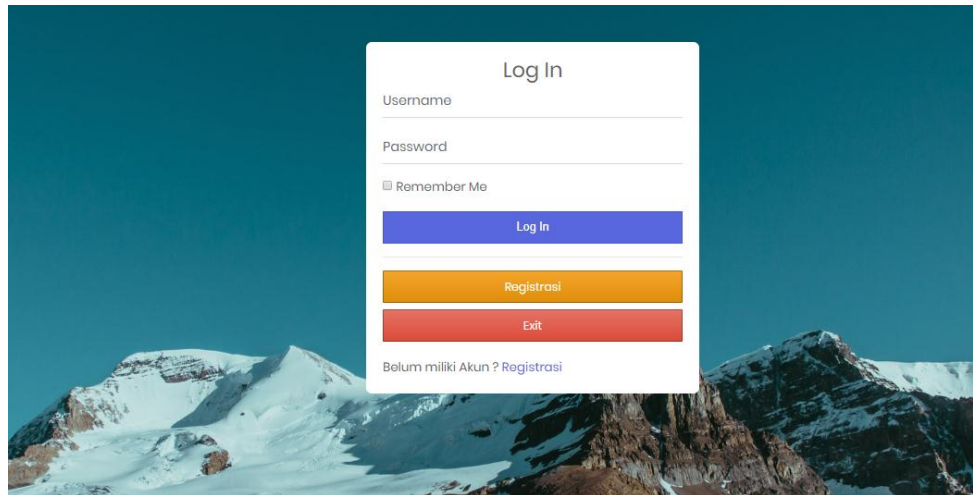 Log In
Username
Password
Remember Me
Log In
Registrasi
Exit
Belum miliki Akun ? Registrasi